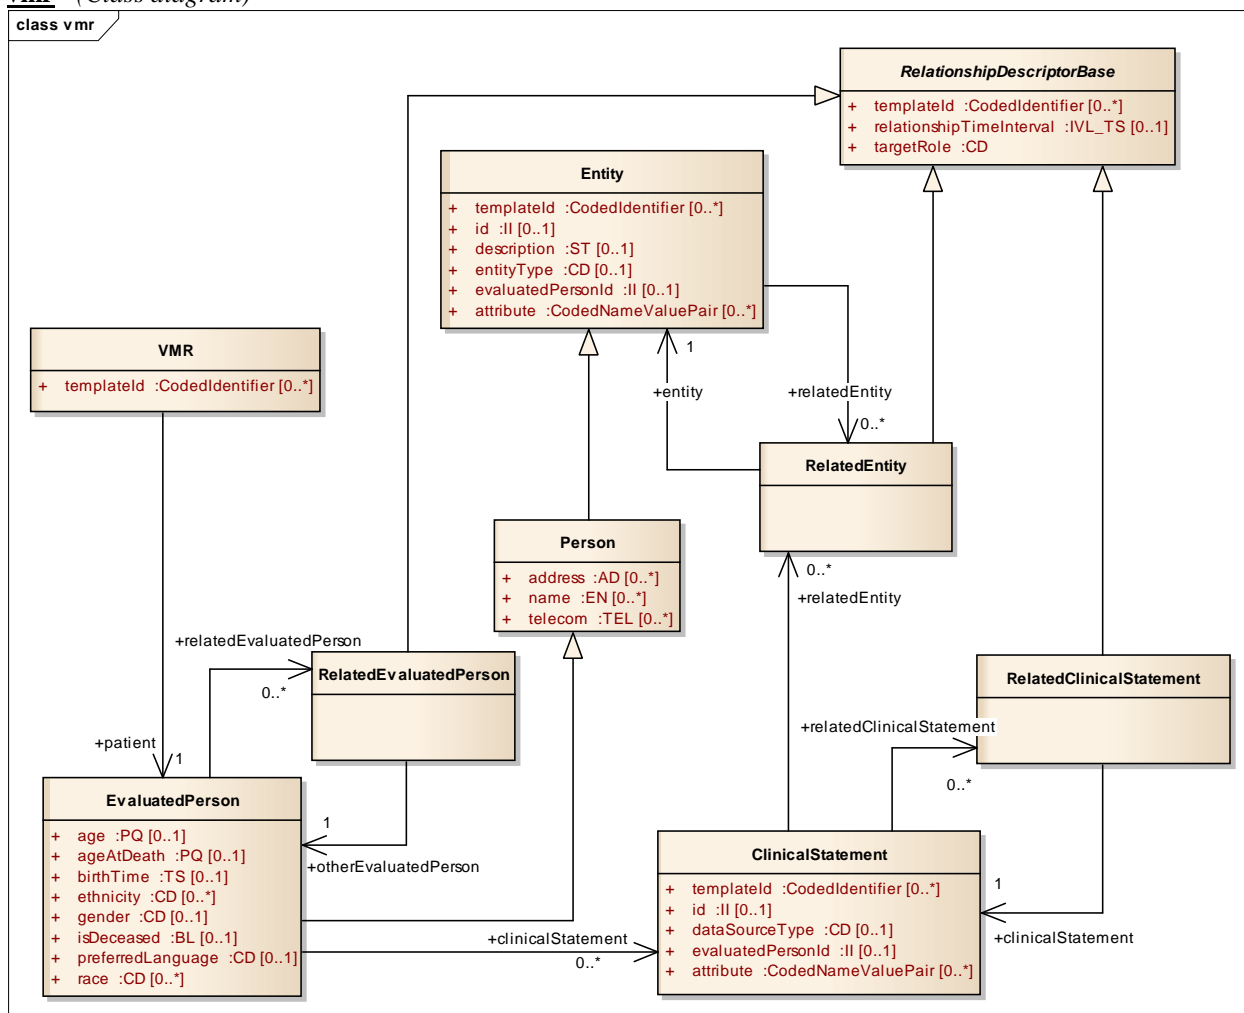 vmr (Class diagram)
class vmr
RelationshipDescriptorBase
+ templateId :CodedIdentifier [0..*]
+ relationshipTimeInterval :IVL_TS [0..1]
+ targetRole :CD
Entity
+ templateId :CodedIdentifier [0..*]
+ id :II [0..1]
+ description :ST [0..1]
+ entityType :CD [0..1]
+ evaluatedPersonId :II [0..1]
+ attribute :CodedNameValuePair [0..*]
VMR
+ templateId :CodedIdentifier [0..*]
1
+entity
+relatedEntity
0..*
RelatedEntity
Person
+ address :AD [0..*]
+ name :EN [0..*]
+ telecom :TEL [0..*]
0..*
+relatedEntity
+relatedEvaluatedPerson
0..*
RelatedEvaluatedPerson
RelatedClinicalStatement
+relatedClinicalStatement
0..*
+patient
1
EvaluatedPerson
+ age :PQ [0..1]
+ ageAtDeath :PQ [0..1]
+ birthTime :TS [0..1]
+ ethnicity :CD [0..*]
+ gender :CD [0..1]
+ isDeceased :BL [0..1]
+ preferredLanguage :CD [0..1]
+ race :CD [0..*]
1
+otherEvaluatedPerson
+clinicalStatement
0..*
ClinicalStatement
+ templateId :CodedIdentifier [0..*]
+ id :II [0..1]
+ dataSourceType :CD [0..1]
+ evaluatedPersonId :II [0..1]
+ attribute :CodedNameValuePair [0..*]
1
+clinicalStatement